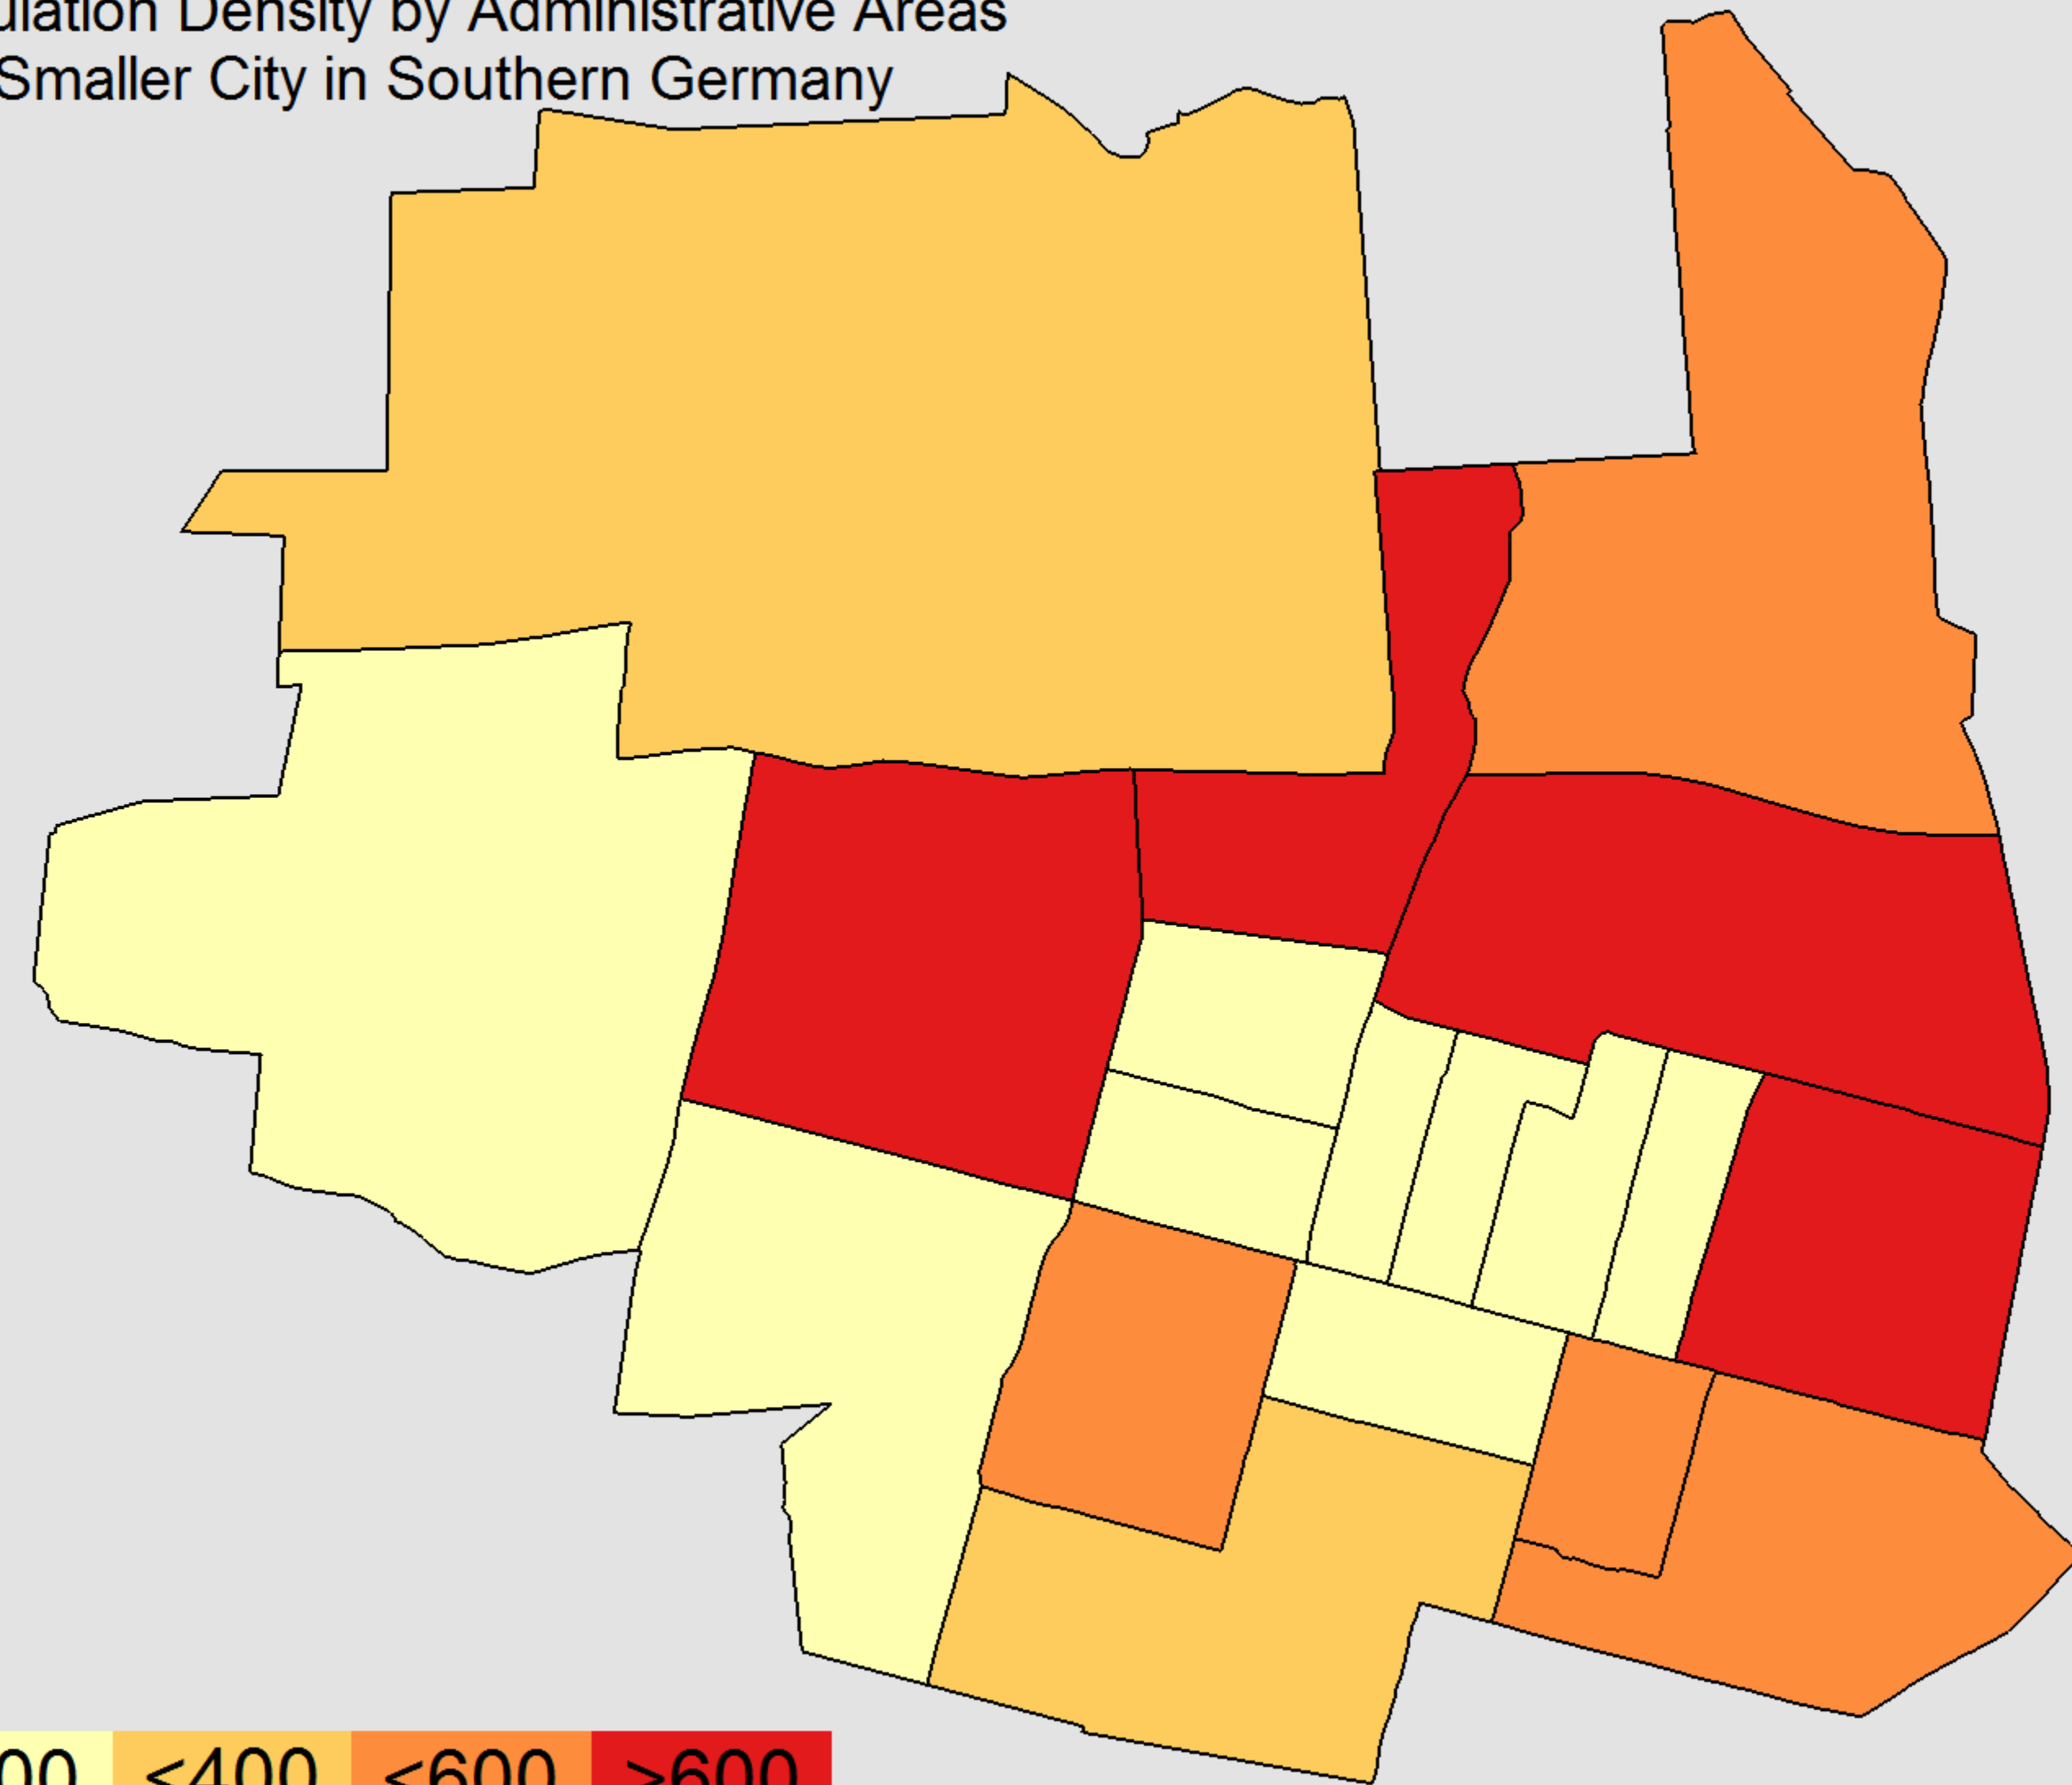 Density by Administrative Areas
Smaller City in Southern Germany
<400 <600 >600